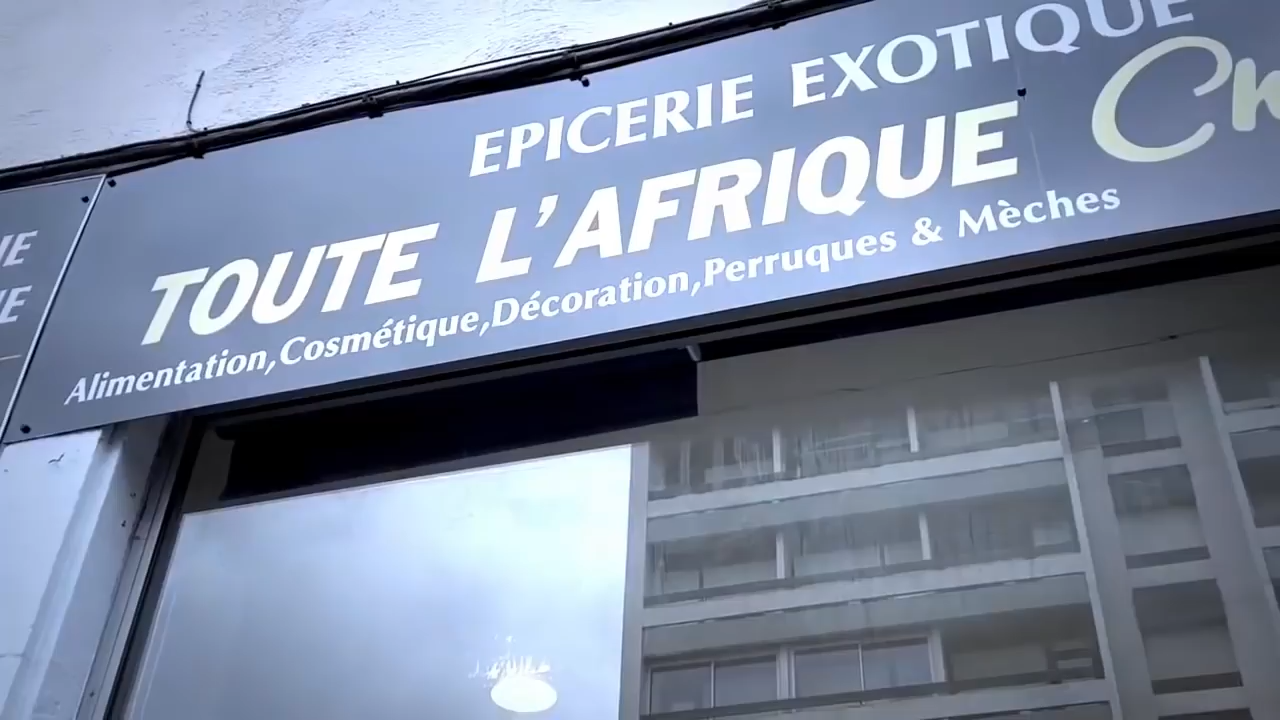 EPICERIE EXOTIQUE
TOUTE L'AFRIQUE
Alimentation,Cosmétique,Décoration,Perruques & Mèches